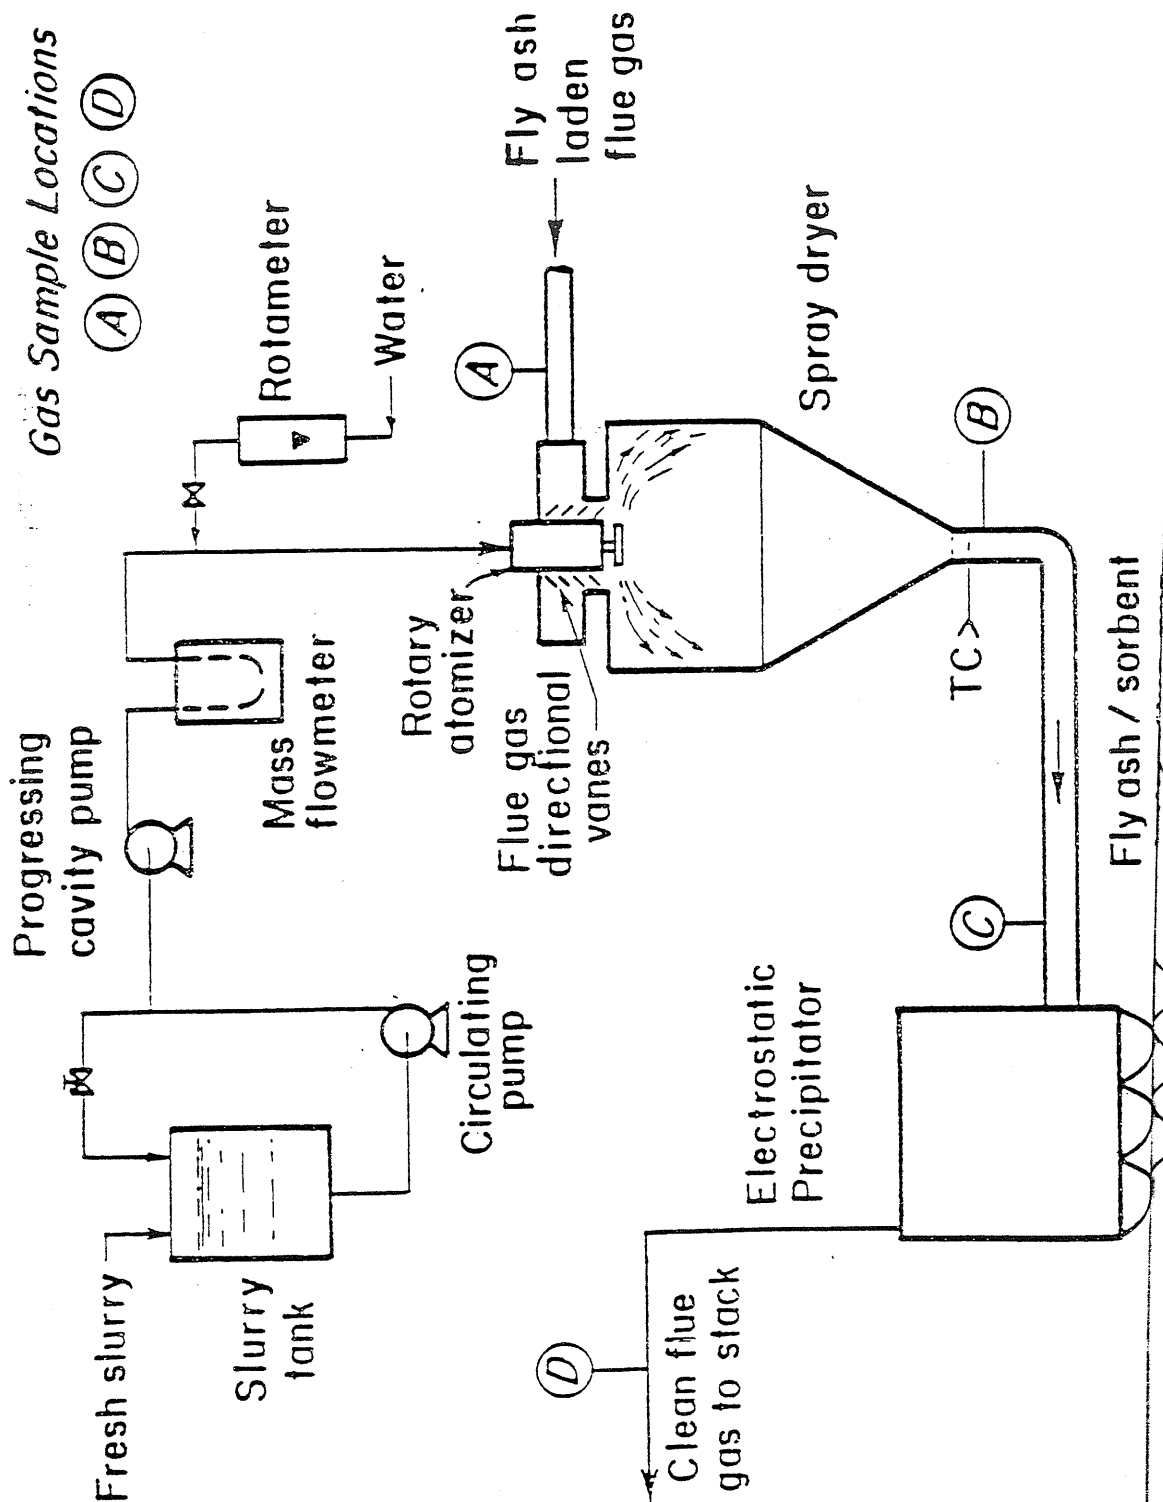 Gas Sample Locations
A B C D
Progressing
cavity pump
Fresh slurry
Slurry
tank
Circulating
pump
Mass
flowmeter
Rotameter
Water
Rotary
atomizer
Flue gas
directional
vanes
A
Fly ash
laden
flue gas
Spray dryer
TC
B
C
Electrostatic
Precipitator
D
Clean flue
gas to stack
Fly ash / sorbent